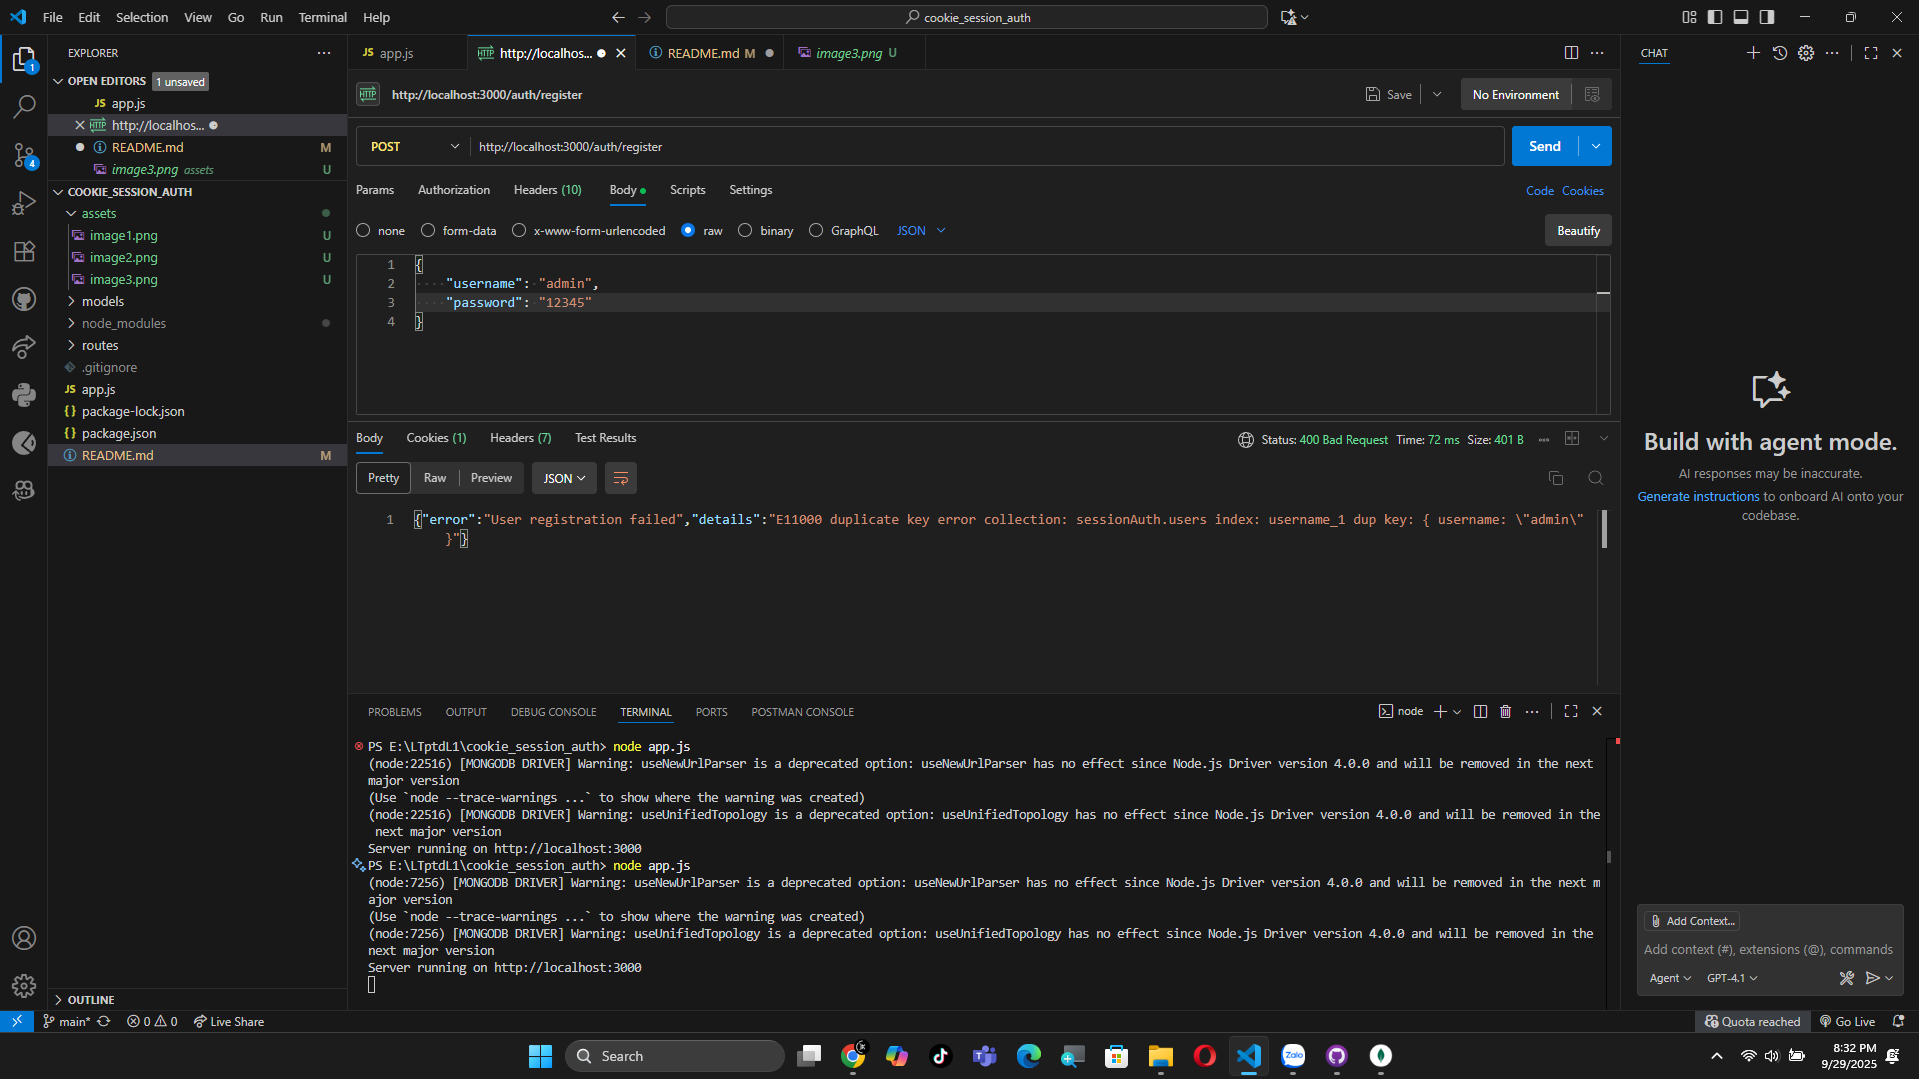 File Edit Selection View Go Run Terminal Help
cookie_session_auth
EXPLORER
OPEN EDITORS 1 unsaved
JS app.js
http://localhos...
README.md M
image3.png assets U
COOKIE_SESSION_AUTH
assets
image1.png U
image2.png U
image3.png U
models
node_modules
routes
.gitignore
JS app.js
{} package-lock.json
{} package.json
README.md M
OUTLINE
1
4
JS app.js
HTTP http://localhos...
README.md M
image3.png U
HTTP http://localhost:3000/auth/register
Save
No Environment
POST http://localhost:3000/auth/register
Send
Params Authorization Headers (10) Body Scripts Settings
Code Cookies
none form-data x-www-form-urlencoded raw binary GraphQL JSON
Beautify
1 {
2 "username": "admin",
3 "password": "12345"
4 }
Body Cookies (1) Headers (7) Test Results
Status: 400 Bad Request Time: 72 ms Size: 401 B
Pretty Raw Preview JSON
1 {"error":"User registration failed","details":"E11000 duplicate key error collection: sessionAuth.users index: username_1 dup key: { username: \"admin\"
}"}
PROBLEMS OUTPUT DEBUG CONSOLE TERMINAL PORTS POSTMAN CONSOLE
node
PS E:\LTptdL1\cookie_session_auth> node app.js
(node:22516) [MONGODB DRIVER] Warning: useNewUrlParser is a deprecated option: useNewUrlParser has no effect since Node.js Driver version 4.0.0 and will be removed in the next
major version
(Use `node --trace-warnings ...` to show where the warning was created)
(node:22516) [MONGODB DRIVER] Warning: useUnifiedTopology is a deprecated option: useUnifiedTopology has no effect since Node.js Driver version 4.0.0 and will be removed in the
next major version
Server running on http://localhost:3000
PS E:\LTptdL1\cookie_session_auth> node app.js
(node:7256) [MONGODB DRIVER] Warning: useNewUrlParser is a deprecated option: useNewUrlParser has no effect since Node.js Driver version 4.0.0 and will be removed in the next m
ajor version
(Use `node --trace-warnings ...` to show where the warning was created)
(node:7256) [MONGODB DRIVER] Warning: useUnifiedTopology is a deprecated option: useUnifiedTopology has no effect since Node.js Driver version 4.0.0 and will be removed in the
next major version
Server running on http://localhost:3000
CHAT
Build with agent mode.
AI responses may be inaccurate.
Generate instructions to onboard AI onto your
codebase.
Add Context...
Add context (#), extensions (@), commands
Agent GPT-4.1
main* 0 0 Live Share
Quota reached Go Live
Search
Zalo
8:32 PM
9/29/2025